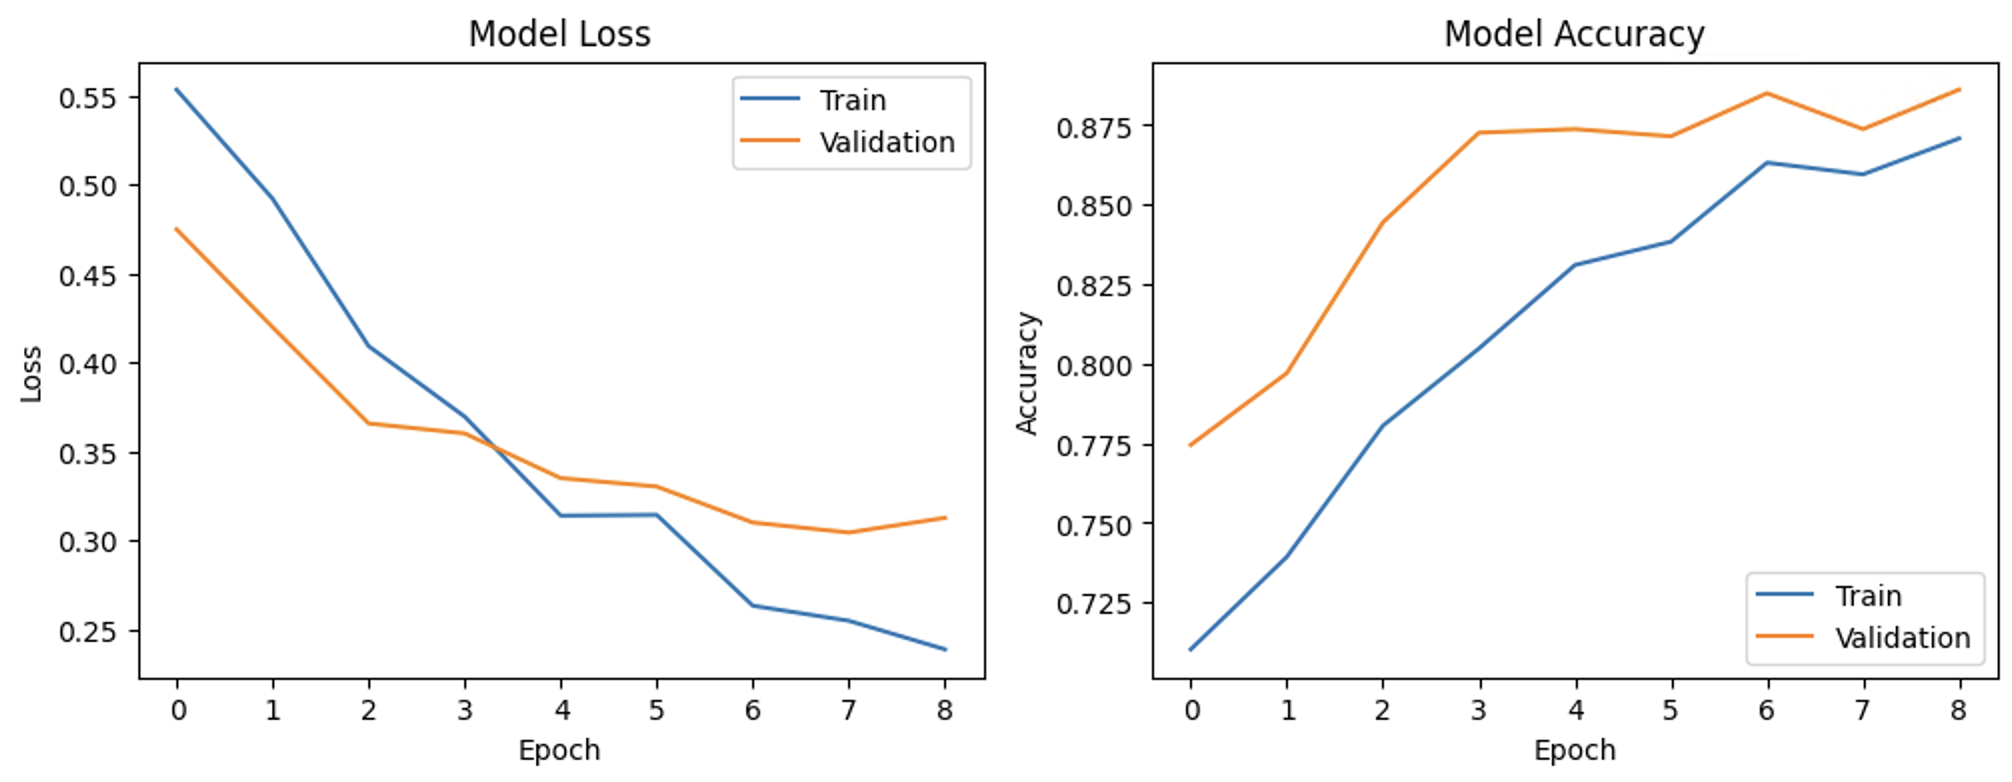 Model Loss
Train
Validation
0.55
0.50
0.45
0.40
0.35
0.30
0.25
Loss
0 1 2 3 4 5 6 7 8
Epoch
Model Accuracy
0.875
0.850
0.825
0.800
0.775
0.750
0.725
Accuracy
Train
Validation
0 1 2 3 4 5 6 7 8
Epoch